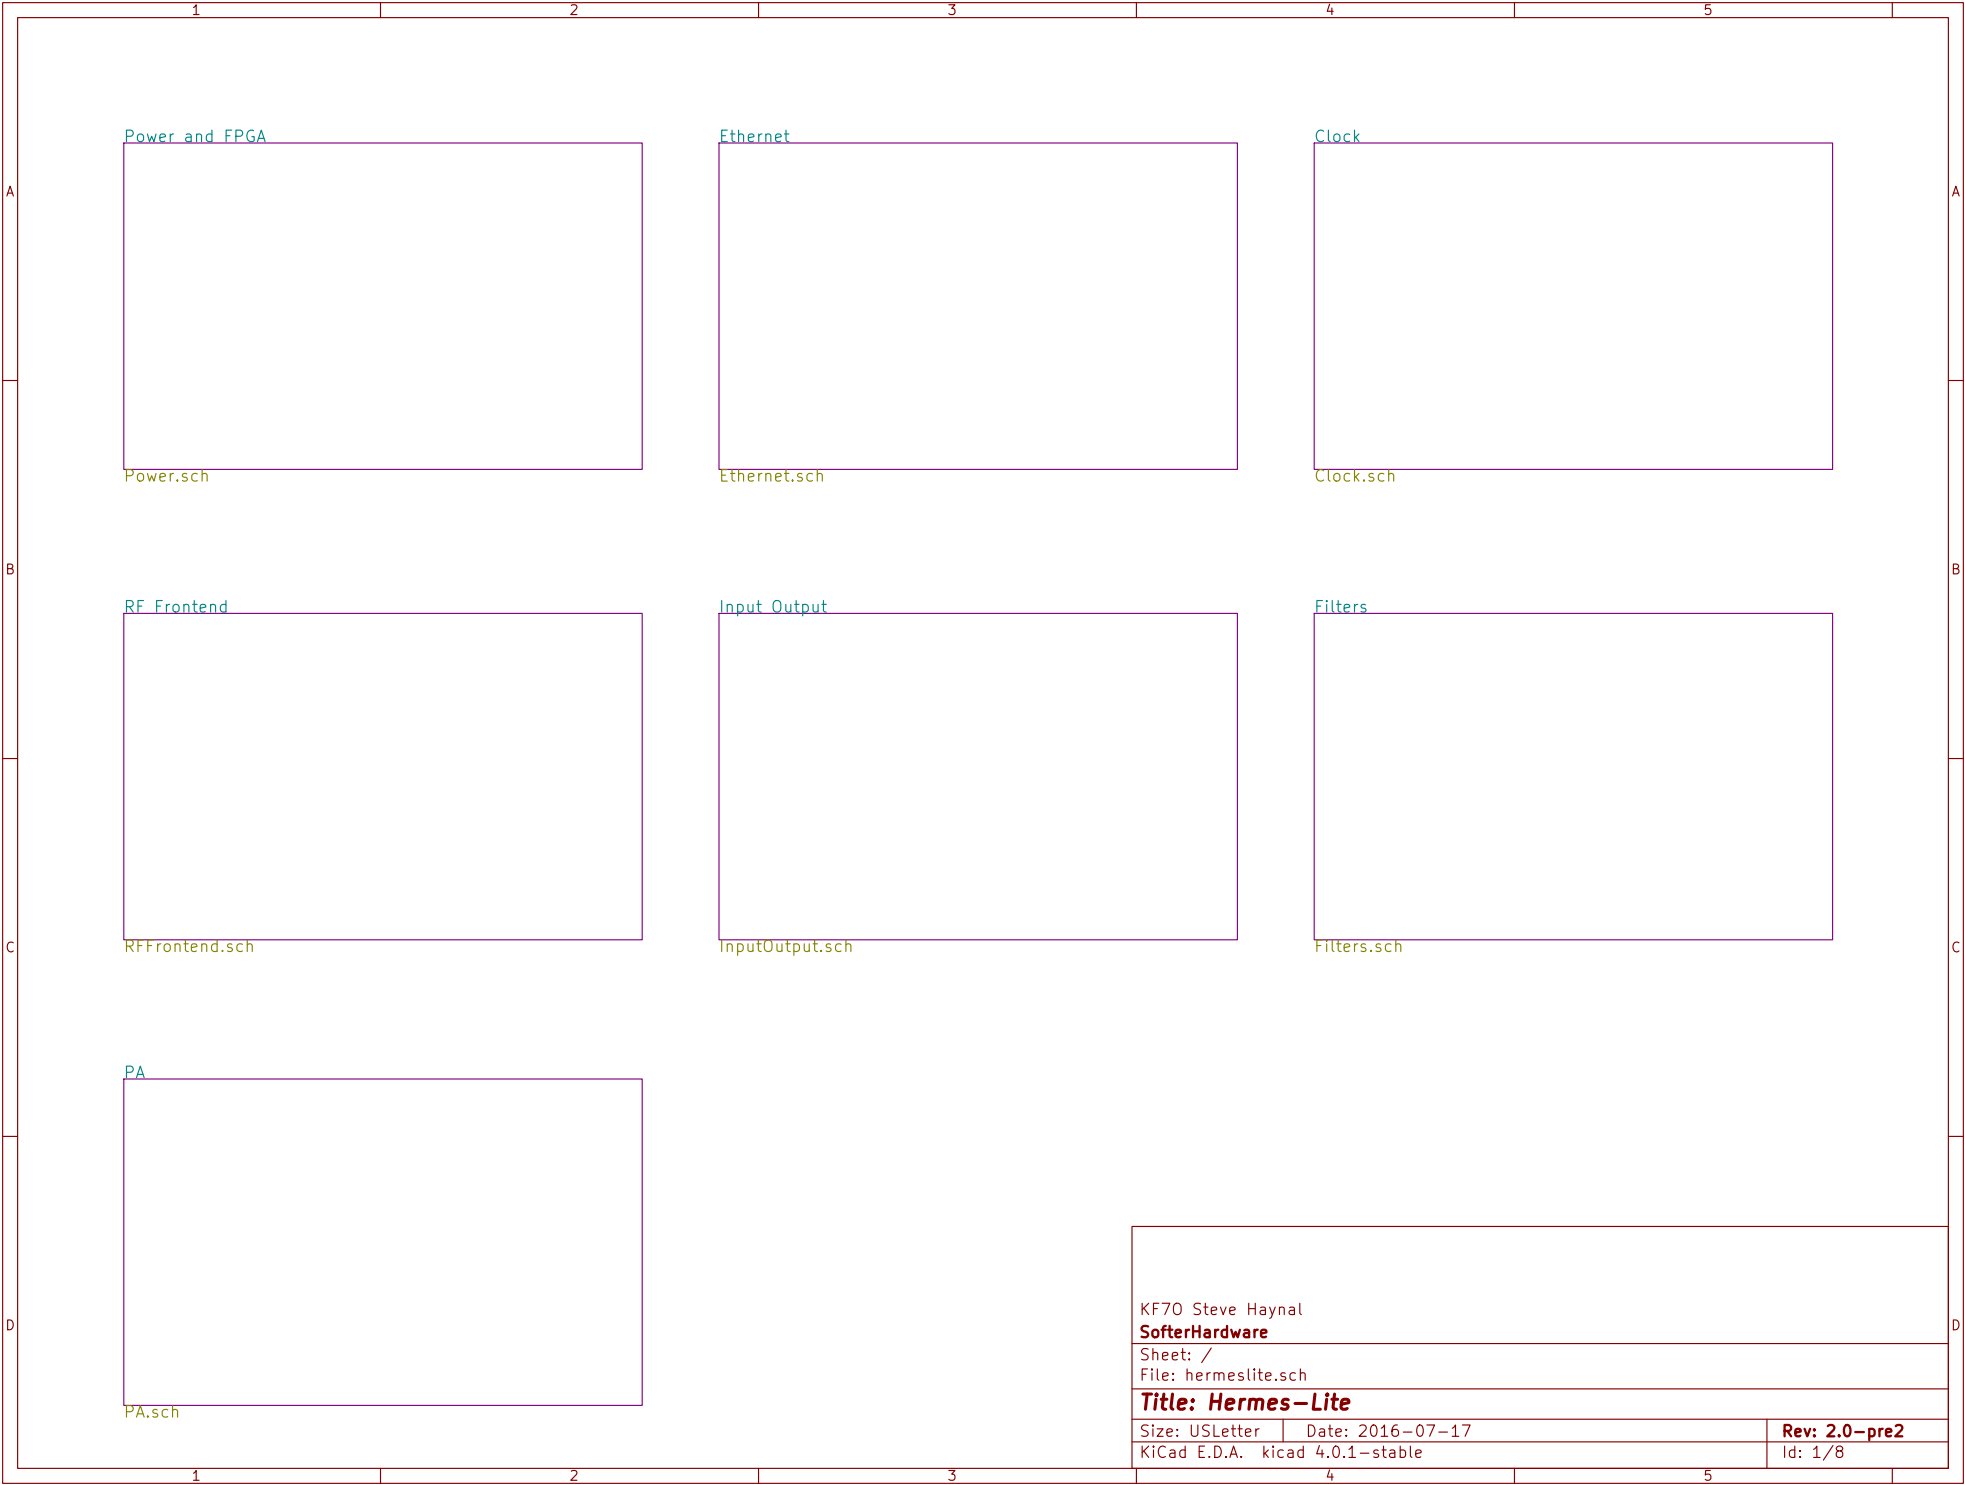 1 2 3 4 5
Power and FPGA Ethernet Clock
A A
Power.sch Ethernet.sch Clock.sch
B B
RF Frontend Input Output Filters
RFFrontend.sch InputOutput.sch Filters.sch
C C
PA
KF7O Steve Haynal
D D
SofterHardware
Sheet: /
File: hermeslite.sch
Title: Hermes-Lite
PA.sch
Size: USLetter Date: 2016-07-17 Rev: 2.0-pre2
KiCad E.D.A. kicad 4.0.1-stable Id: 1/8
1 2 3 4 5